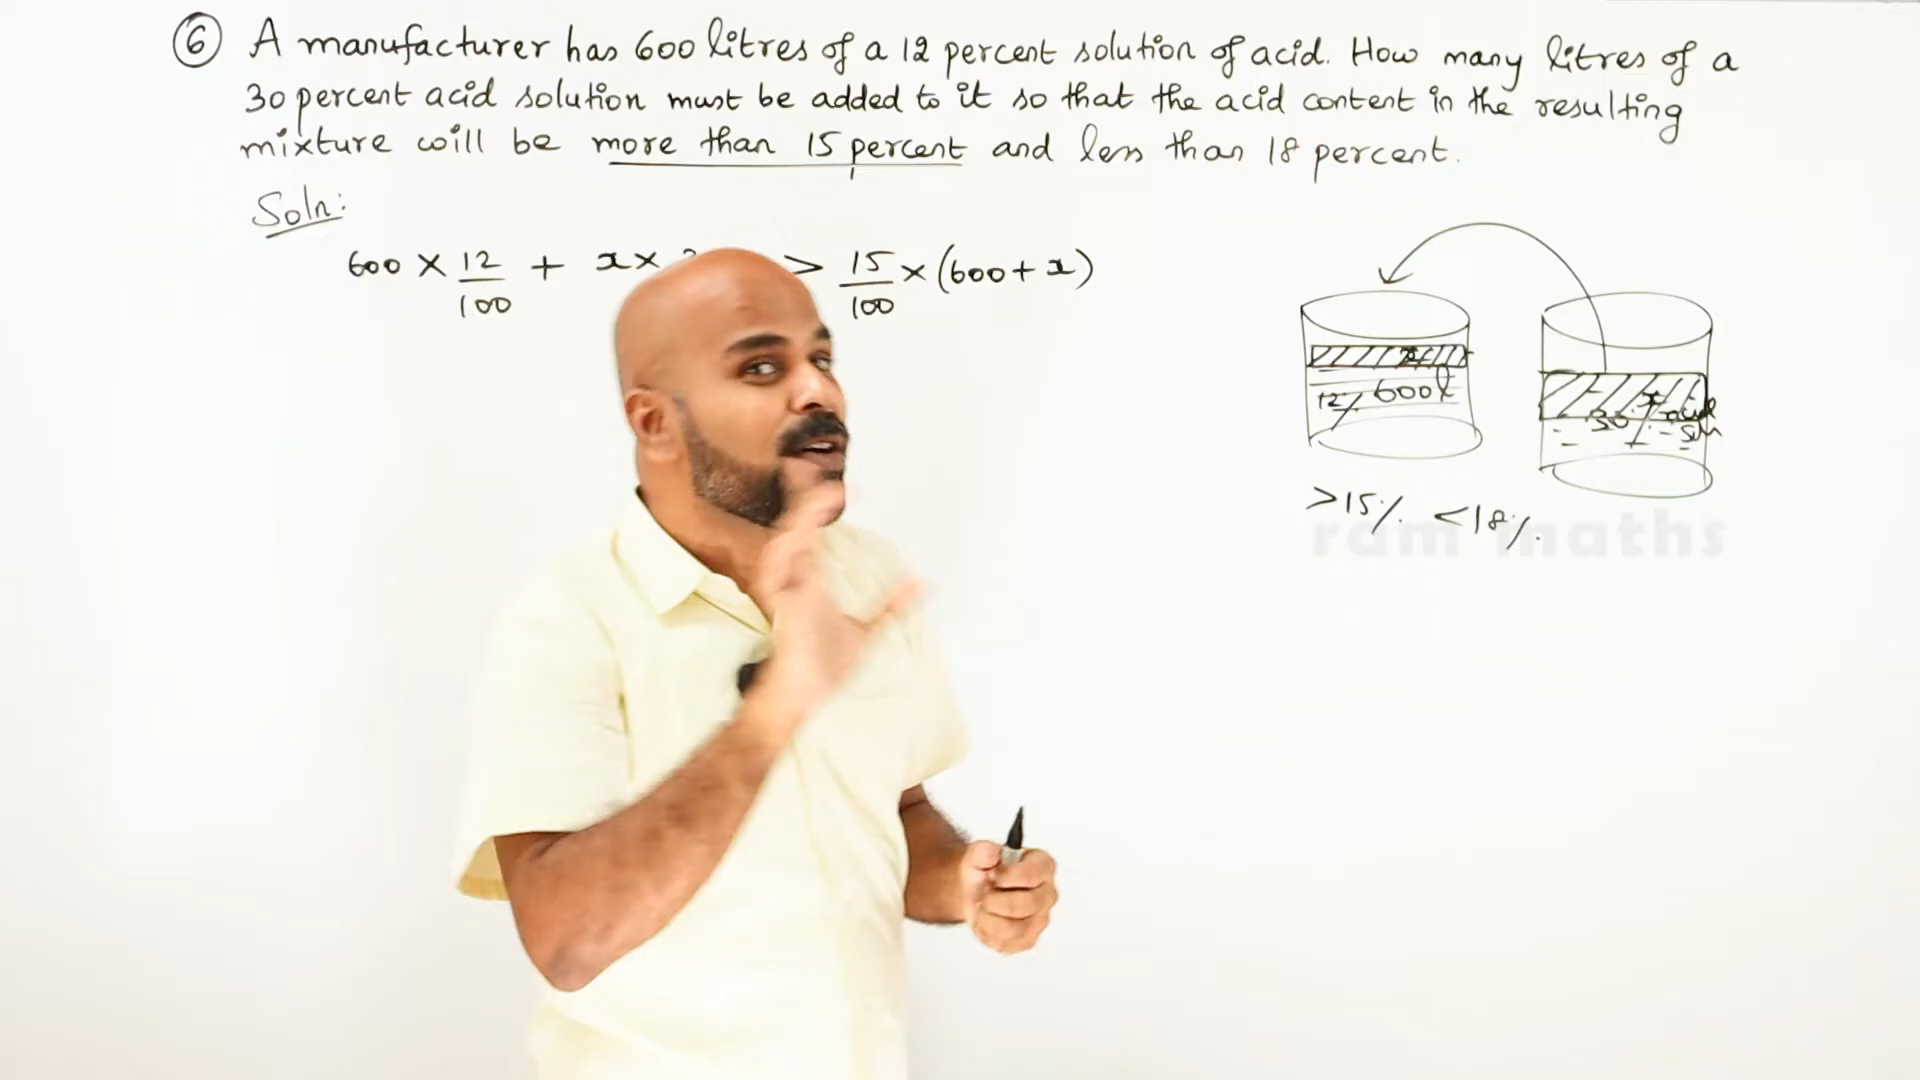 6 A manufacturer has 600 litres of a 12 percent solution of acid. How many litres of a
30 percent acid solution must be added to it so that the acid content in the resulting
mixture will be more than 15 percent and less than 18 percent.
Soln:
600 × 12/100 + x × > 15/100 × (600 + x)
12% 600l
30% acid soln
>15% <18%
ram maths